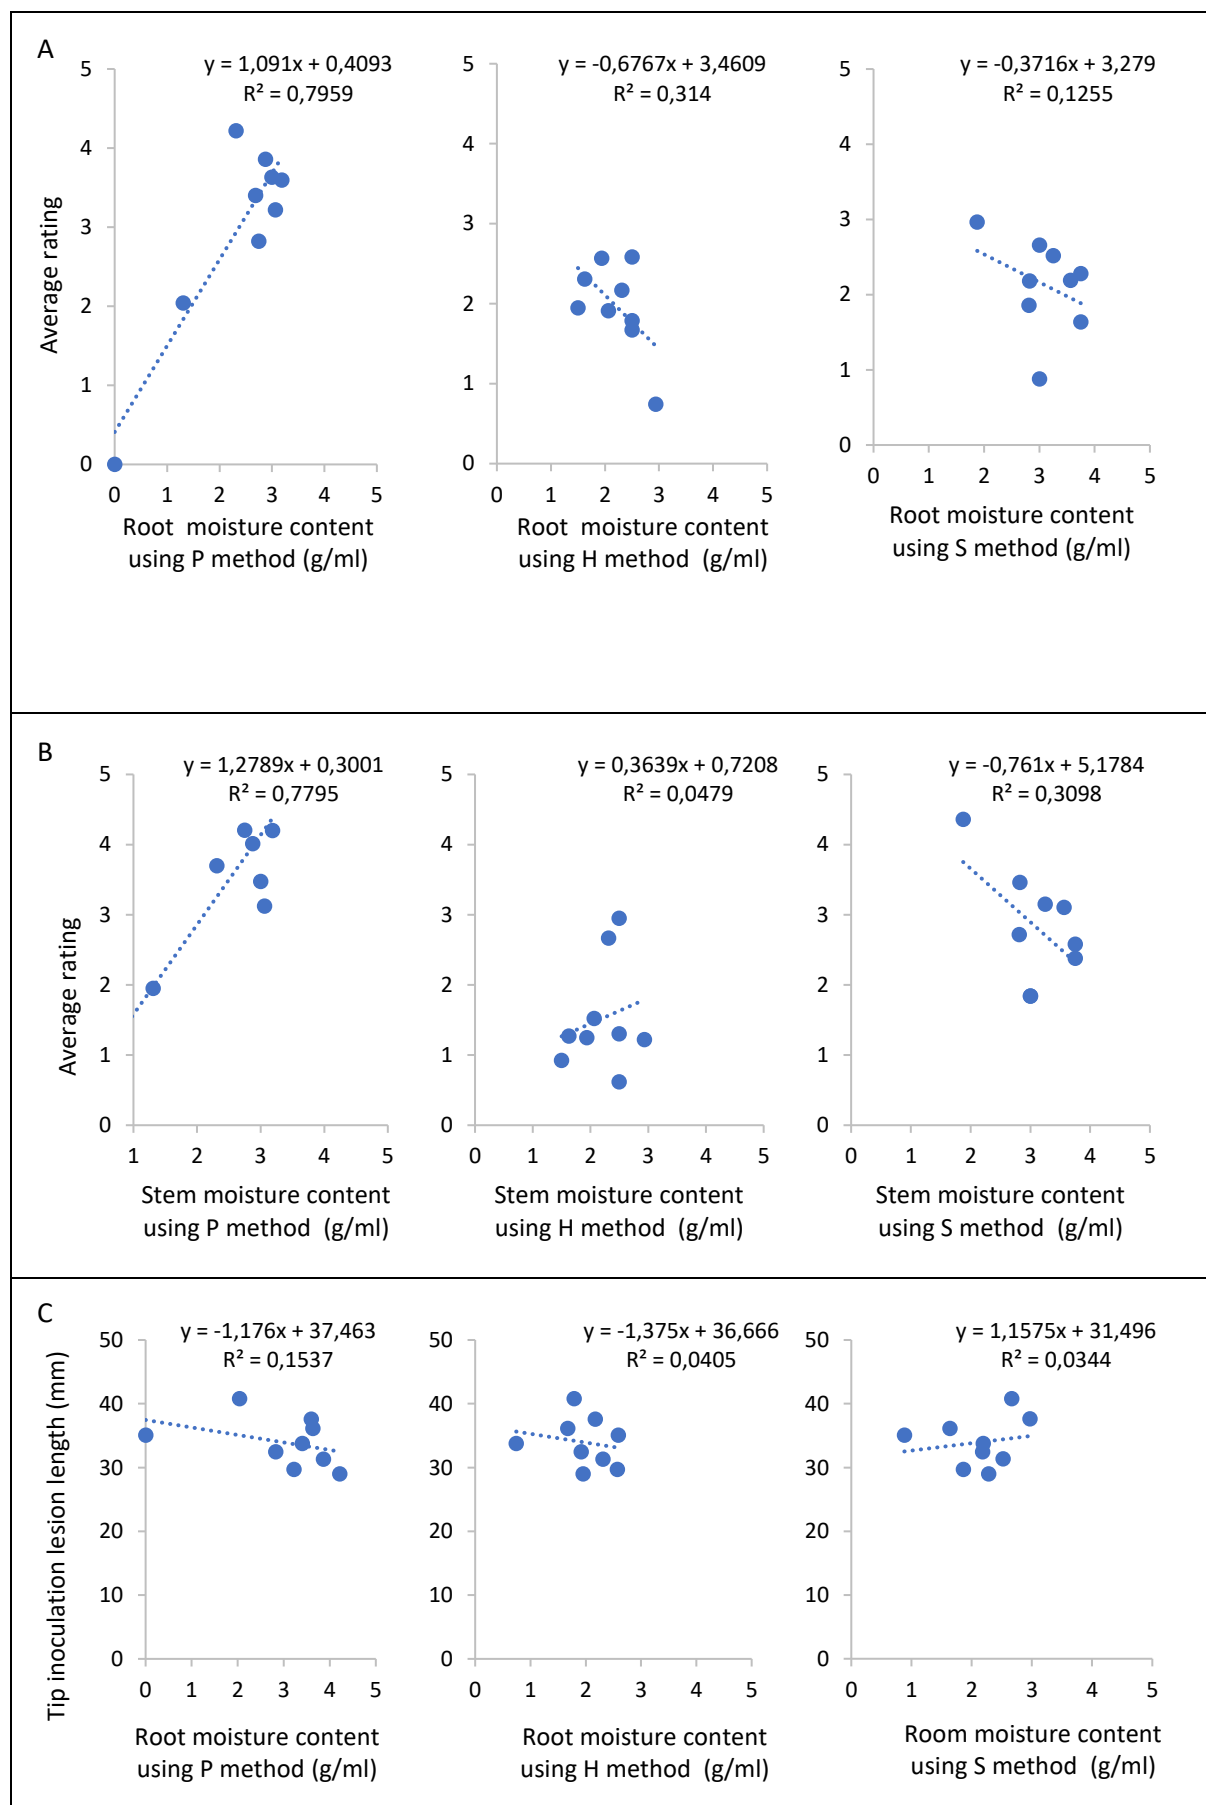 A
y = 1,091x + 0,4093
R² = 0,7959
5
4
3
2
1
0
0 1 2 3 4 5
Average rating
Root moisture content
using P method (g/ml)
y = -0,6767x + 3,4609
R² = 0,314
5
4
3
2
1
0
0 1 2 3 4 5
Root moisture content
using H method (g/ml)
y = -0,3716x + 3,279
R² = 0,1255
5
4
3
2
1
0
0 1 2 3 4 5
Root moisture content
using S method (g/ml)
B
y = 1,2789x + 0,3001
R² = 0,7795
5
4
3
2
1
0
1 2 3 4 5
Average rating
Stem moisture content
using P method (g/ml)
y = 0,3639x + 0,7208
R² = 0,0479
5
4
3
2
1
0
0 1 2 3 4 5
Stem moisture content
using H method (g/ml)
y = -0,761x + 5,1784
R² = 0,3098
5
4
3
2
1
0
0 1 2 3 4 5
Stem moisture content
using S method (g/ml)
C
y = -1,176x + 37,463
R² = 0,1537
50
40
30
20
10
0
0 1 2 3 4 5
Tip inoculation lesion length (mm)
Root moisture content
using P method (g/ml)
y = -1,375x + 36,666
R² = 0,0405
50
40
30
20
10
0
0 1 2 3 4 5
Root moisture content
using H method (g/ml)
y = 1,1575x + 31,496
R² = 0,0344
50
40
30
20
10
0
0 1 2 3 4 5
Room moisture content
using S method (g/ml)